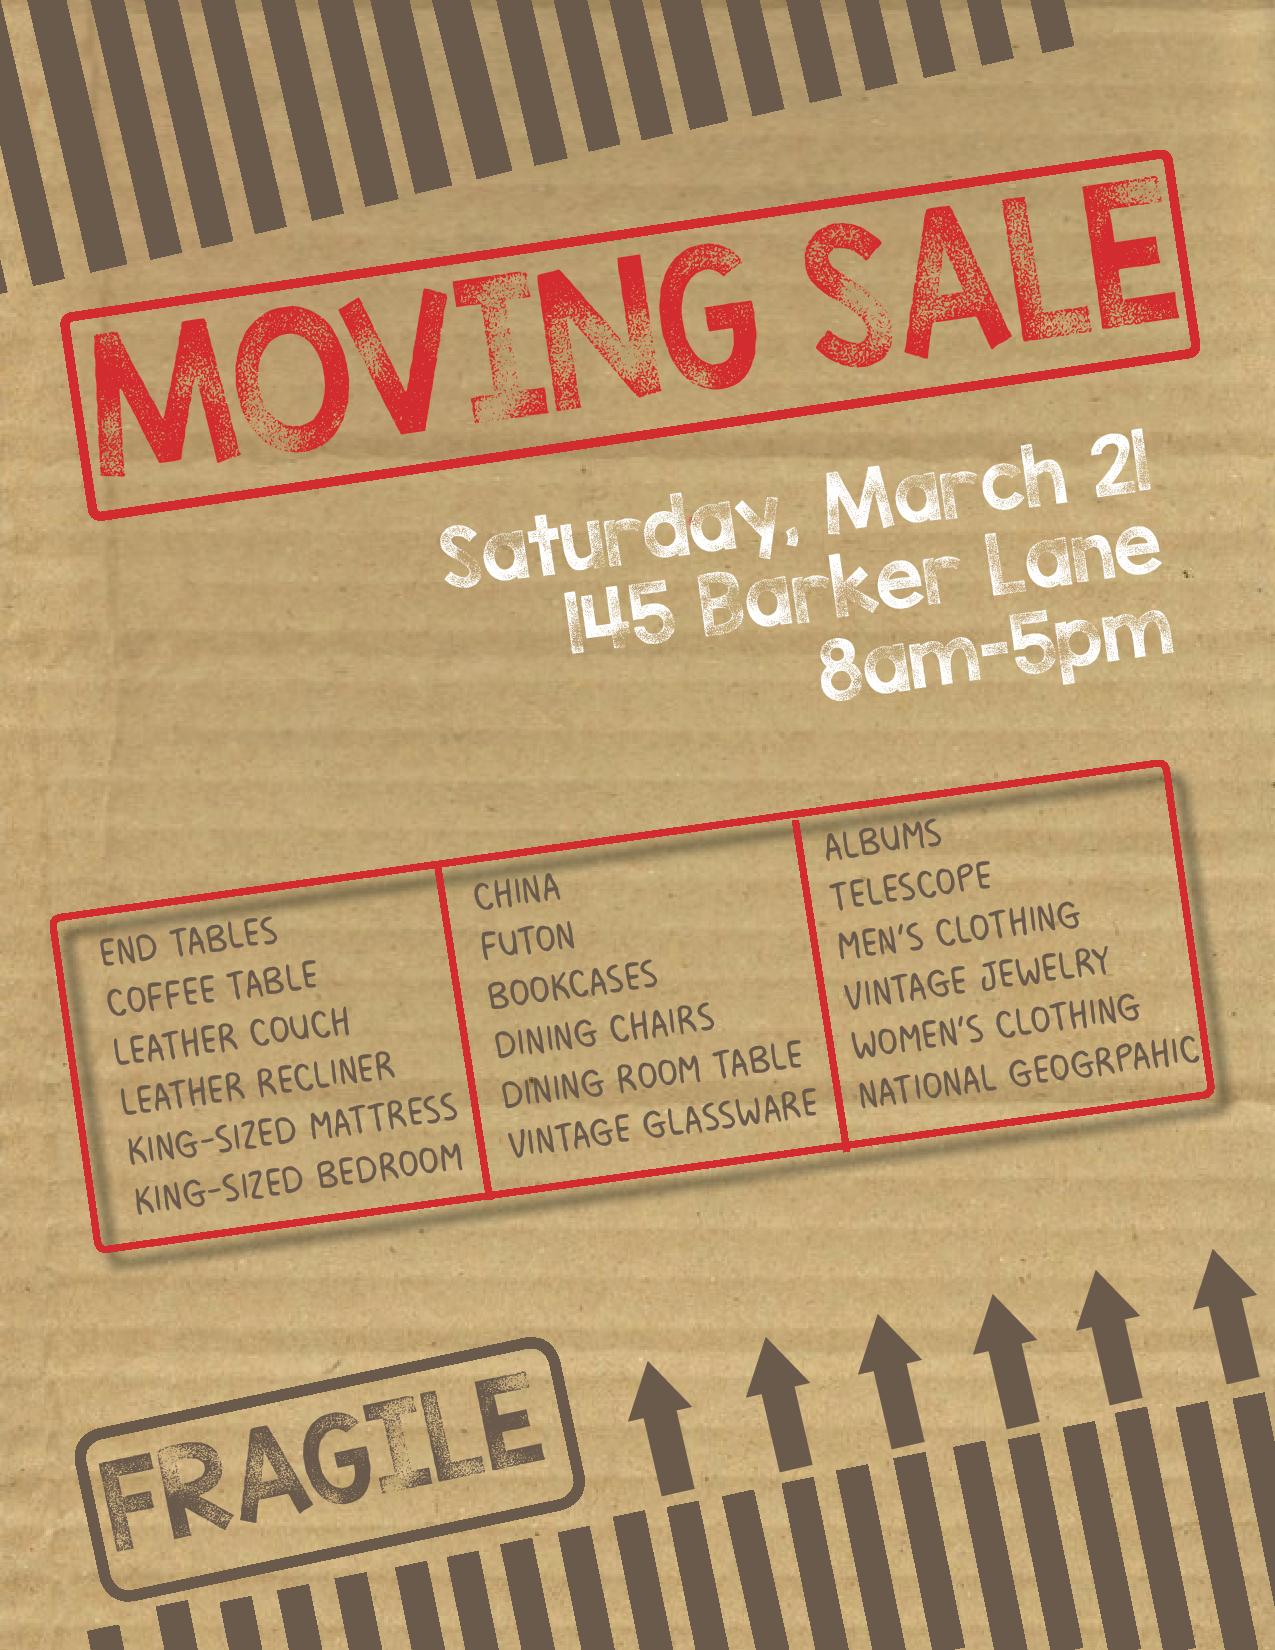 MOVING SALE
Saturday, March 21
145 Barker Lane
8am-5pm
END TABLES
COFFEE TABLE
LEATHER COUCH
LEATHER RECLINER
KING-SIZED MATTRESS
KING-SIZED BEDROOM
CHINA
FUTON
BOOKCASES
DINING CHAIRS
DINING ROOM TABLE
VINTAGE GLASSWARE
ALBUMS
TELESCOPE
MEN'S CLOTHING
VINTAGE JEWELRY
WOMEN'S CLOTHING
NATIONAL GEOGRPAHIC
FRAGILE